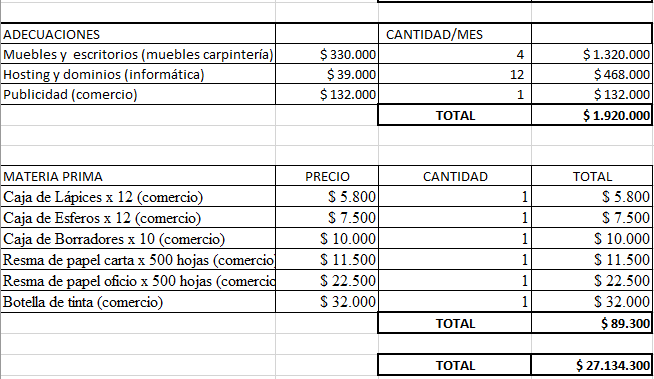 ADECUACIONES CANTIDAD/MES
Muebles y escritorios (muebles carpintería) $ 330.000 4 $ 1.320.000
Hosting y dominios (informática) $ 39.000 12 $ 468.000
Publicidad (comercio) $ 132.000 1 $ 132.000
TOTAL $ 1.920.000
MATERIA PRIMA PRECIO CANTIDAD TOTAL
Caja de Lápices x 12 (comercio) $ 5.800 1 $ 5.800
Caja de Esferos x 12 (comercio) $ 7.500 1 $ 7.500
Caja de Borradores x 10 (comercio) $ 10.000 1 $ 10.000
Resma de papel carta x 500 hojas (comercio $ 11.500 1 $ 11.500
Resma de papel oficio x 500 hojas (comercio $ 22.500 1 $ 22.500
Botella de tinta (comercio) $ 32.000 1 $ 32.000
TOTAL $ 89.300
TOTAL $ 27.134.300